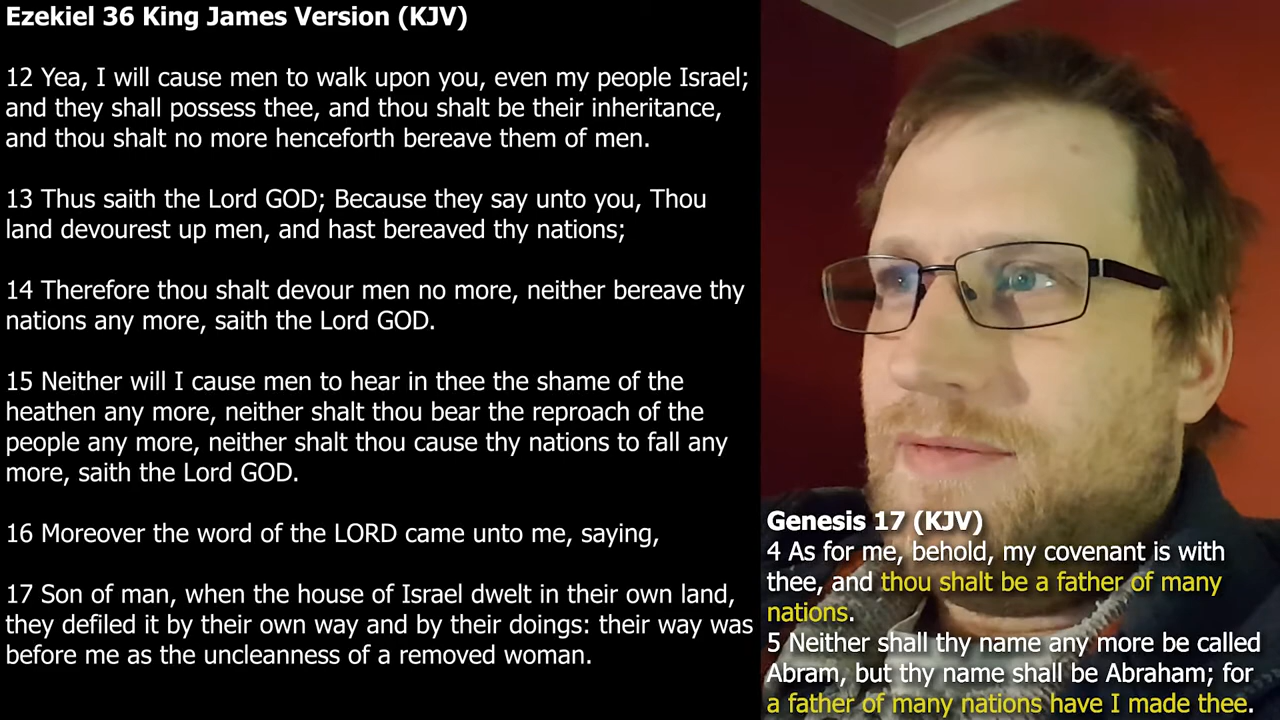 Ezekiel 36 King James Version (KJV)
12 Yea, I will cause men to walk upon you, even my people Israel;
and they shall possess thee, and thou shalt be their inheritance,
and thou shalt no more henceforth bereave them of men.
13 Thus saith the Lord GOD; Because they say unto you, Thou
land devourest up men, and hast bereaved thy nations;
14 Therefore thou shalt devour men no more, neither bereave thy
nations any more, saith the Lord GOD.
15 Neither will I cause men to hear in thee the shame of the
heathen any more, neither shalt thou bear the reproach of the
people any more, neither shalt thou cause thy nations to fall any
more, saith the Lord GOD.
16 Moreover the word of the LORD came unto me, saying,
17 Son of man, when the house of Israel dwelt in their own land,
they defiled it by their own way and by their doings: their way was
before me as the uncleanness of a removed woman.
Genesis 17 (KJV)
4 As for me, behold, my covenant is with
thee, and thou shalt be a father of many
nations.
5 Neither shall thy name any more be called
Abram, but thy name shall be Abraham; for
a father of many nations have I made thee.